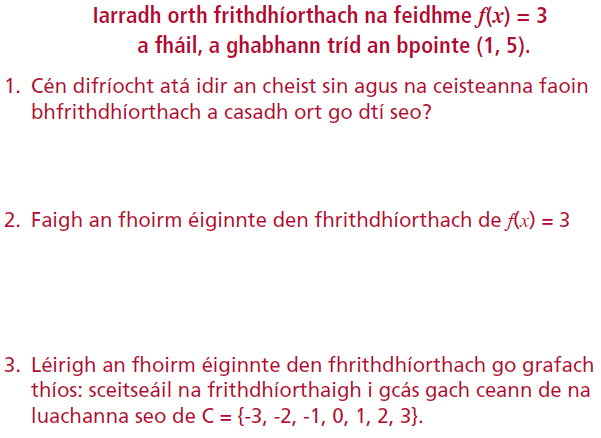 Iarradh orth frithdhíorthach na feidhme f(x) = 3
a fháil, a ghabhann tríd an bpointe (1, 5).
1. Cén difríocht atá idir an cheist sin agus na ceisteanna faoin
bhfrithdhíorthach a casadh ort go dtí seo?
2. Faigh an fhoirm éiginnte den fhrithdhíorthach de f(x) = 3
3. Léirigh an fhoirm éiginnte den fhrithdhíorthach go grafach
thíos: sceitseáil na frithdhíorthaigh i gcás gach ceann de na
luachanna seo de C = {-3, -2, -1, 0, 1, 2, 3}.